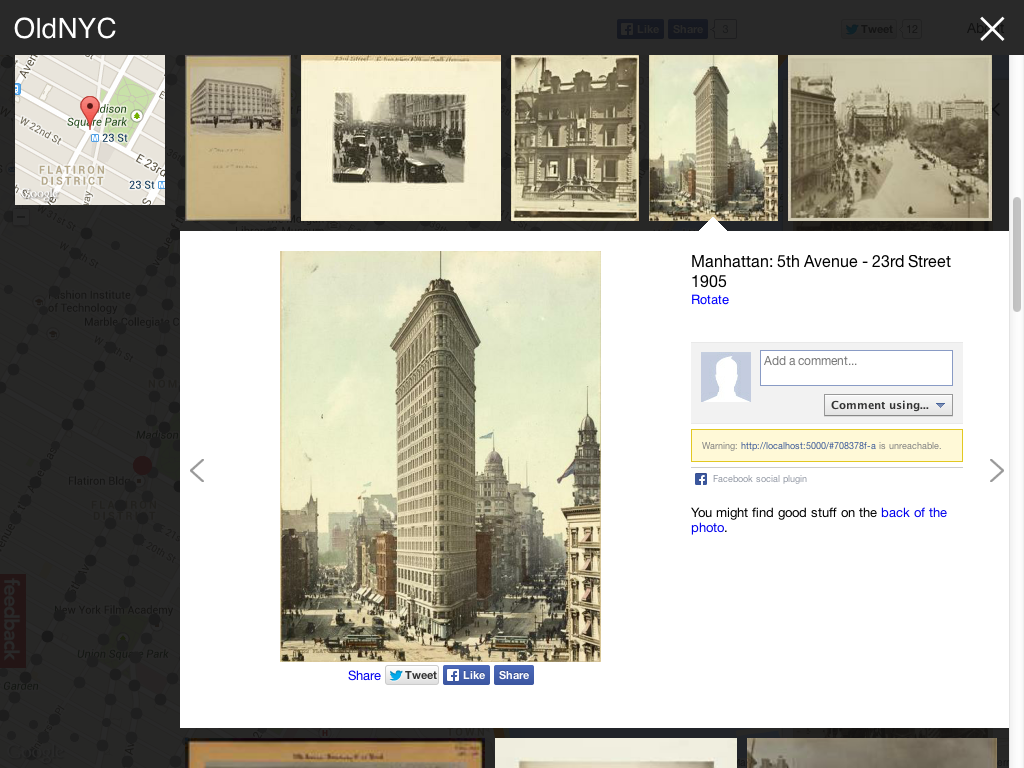 OldNYC
Like
Share
3
Tweet
12
Madison
Square Park
W 22nd St
M 23 St
FLATIRON
DISTRICT
E 23rd
23 St M
Google
Fashion Institute
of Technology
Marble Collegiate C
Flatiron Bldg
New York Film Academy
Union Square Park
Garden
feedback
Manhattan: 5th Avenue - 23rd Street
1905
Rotate
Add a comment...
Comment using...
Warning: http://localhost:5000/#708378f-a is unreachable.
Facebook social plugin
You might find good stuff on the back of the
photo.
Share
Tweet
Like
Share